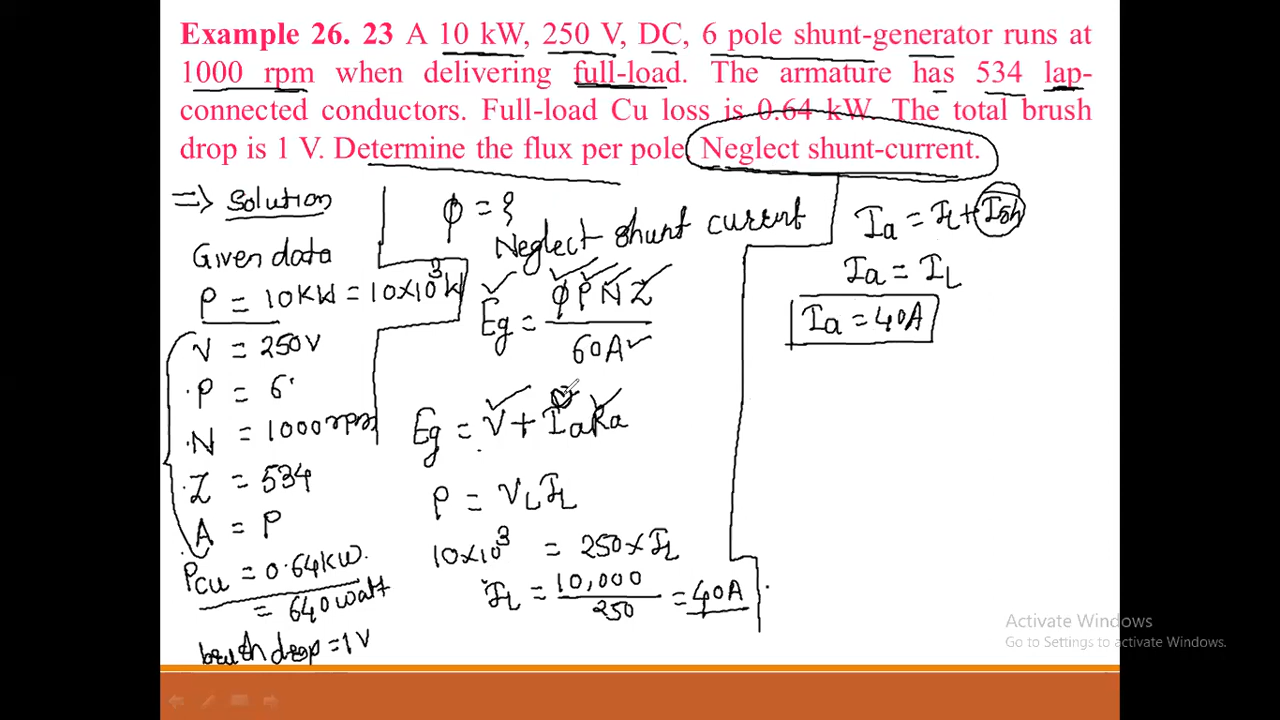 Example 26. 23 A 10 kW, 250 V, DC, 6 pole shunt-generator runs at
1000 rpm when delivering full-load. The armature has 534 lap-
connected conductors. Full-load Cu loss is 0.64 kW. The total brush
drop is 1 V. Determine the flux per pole. Neglect shunt-current.
=> Solution
Given data
P = 10KW = 10×10³ k
V = 250V
P = 6
N = 1000rpm
Z = 534
A = P
Pcu = 0.64kW.
= 640watt
brush drop = 1V
ϕ = ?
Neglect shunt current
Eg = ϕPNZ / 60A
Eg = V + IaRa
P = VL IL
10×10³ = 250×IL
IL = 10,000 / 250 = 40A
Ia = IL + Ish
Ia = IL
Ia = 40A
Activate Windows
Go to Settings to activate Windows.